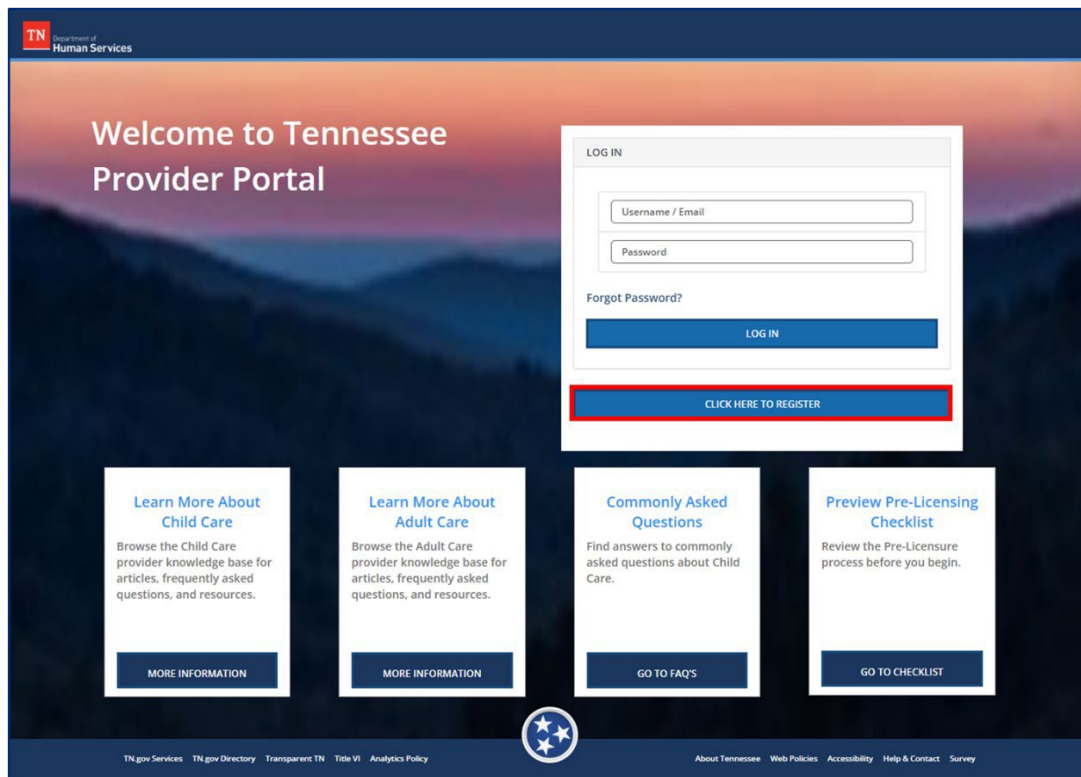 TN
Department of
Human Services
Welcome to Tennessee
Provider Portal
LOG IN
Username / Email
Password
Forgot Password?
LOG IN
CLICK HERE TO REGISTER
Learn More About
Child Care
Browse the Child Care
provider knowledge base for
articles, frequently asked
questions, and resources.
MORE INFORMATION
Learn More About
Adult Care
Browse the Adult Care
provider knowledge base for
articles, frequently asked
questions, and resources.
MORE INFORMATION
Commonly Asked
Questions
Find answers to commonly
asked questions about Child
Care.
GO TO FAQ'S
Preview Pre-Licensing
Checklist
Review the Pre-Licensure
process before you begin.
GO TO CHECKLIST
TN.gov Services TN.gov Directory Transparent TN Title VI Analytics Policy
About Tennessee Web Policies Accessibility Help & Contact Survey